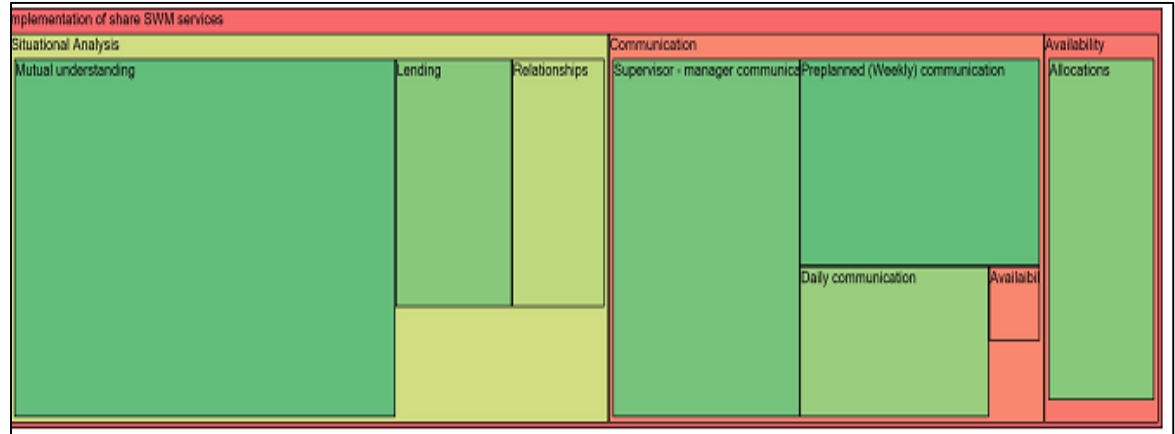 mplementation of share SWM services
Situational Analysis
Communication
Availability
Mutual understanding
Lending
Relationships
Supervisor - manager communica
Preplanned (Weekly) communication
Allocations
Daily communication
Availaibil